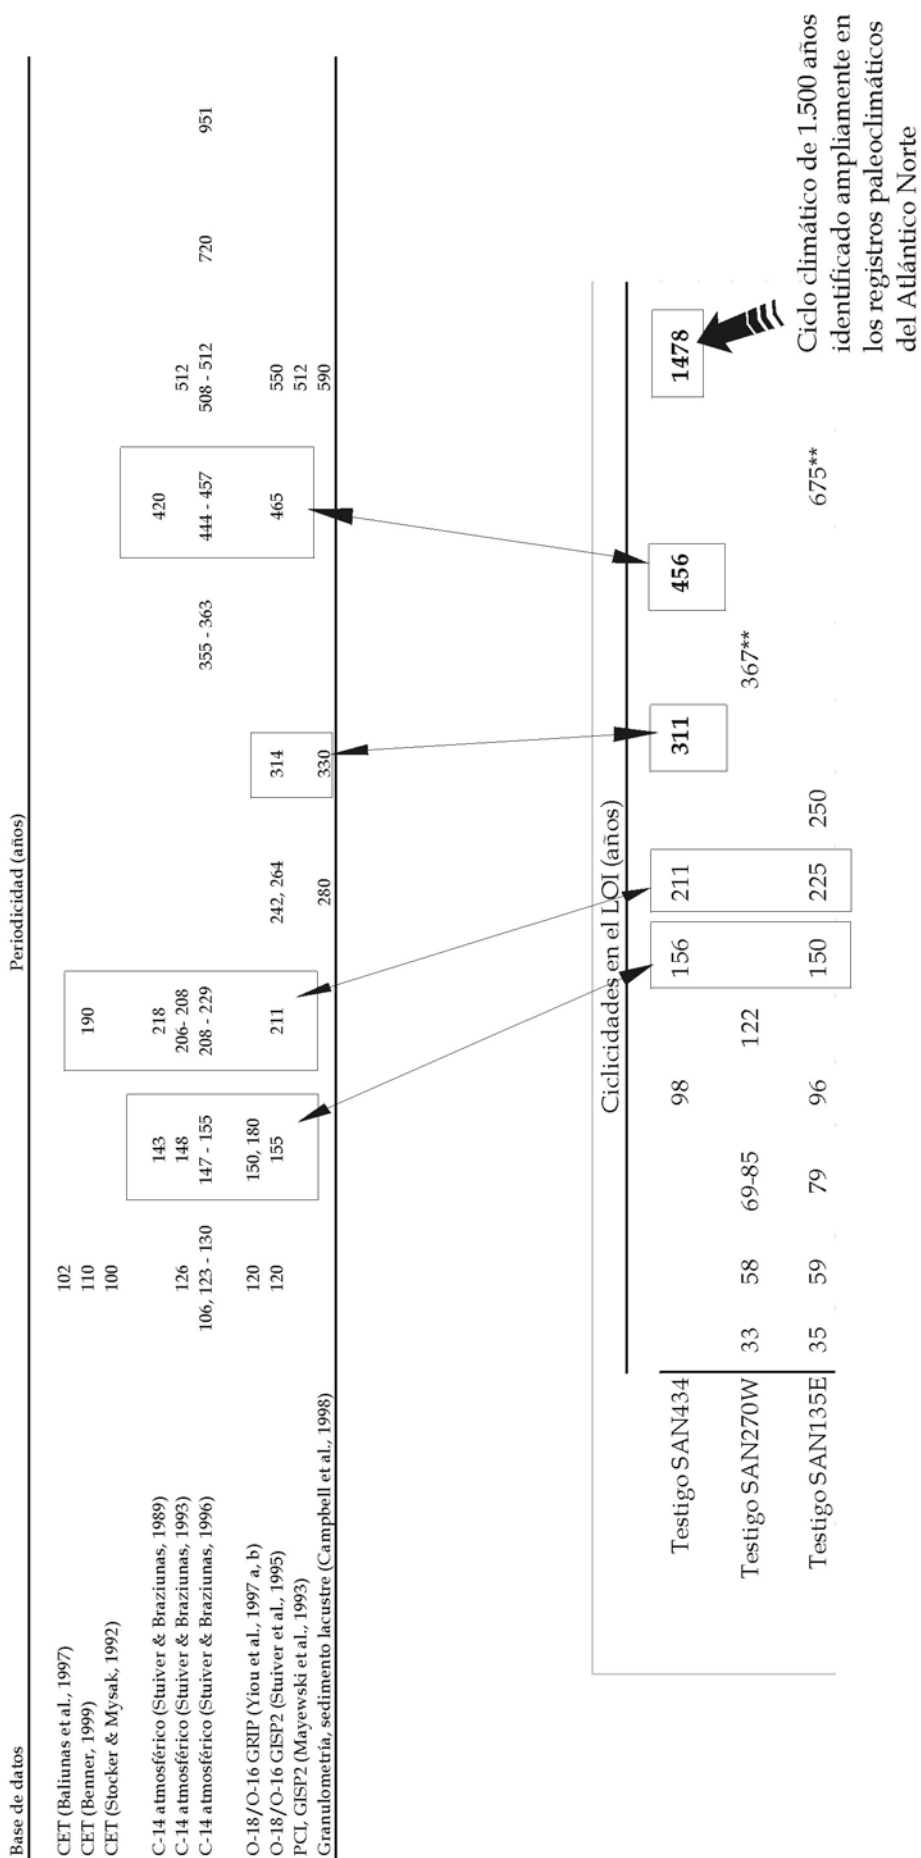 Base de datos Periodicidad (años)
CET (Baliunas et al., 1997) 102
CET (Benner, 1999) 110 190
CET (Stocker & Mysak, 1992) 100
C-14 atmosférico (Stuiver & Braziunas, 1989) 143 218 420
C-14 atmosférico (Stuiver & Braziunas, 1993) 126 148 206- 208 512
C-14 atmosférico (Stuiver & Braziunas, 1996) 106, 123 - 130 147 - 155 208 - 229 355 - 363 444 - 457 508 - 512 720 951
O-18/O-16 GRIP (Yiou et al., 1997 a, b) 120 150, 180
O-18/O-16 GISP2 (Stuiver et al., 1995) 120 155 211 242, 264 314 465 550
PCI, GISP2 (Mayewski et al., 1993) 512
Granulometría, sedimento lacustre (Campbell et al., 1998) 280 330 590
Ciclicidades en el LOI (años)
Testigo SAN434 98 156 211 311 456 1478
Testigo SAN270W 33 58 69-85 122 367**
Testigo SAN135E 35 59 79 96 150 225 250 675**
Ciclo climático de 1.500 años
identificado ampliamente en
los registros paleoclimáticos
del Atlántico Norte